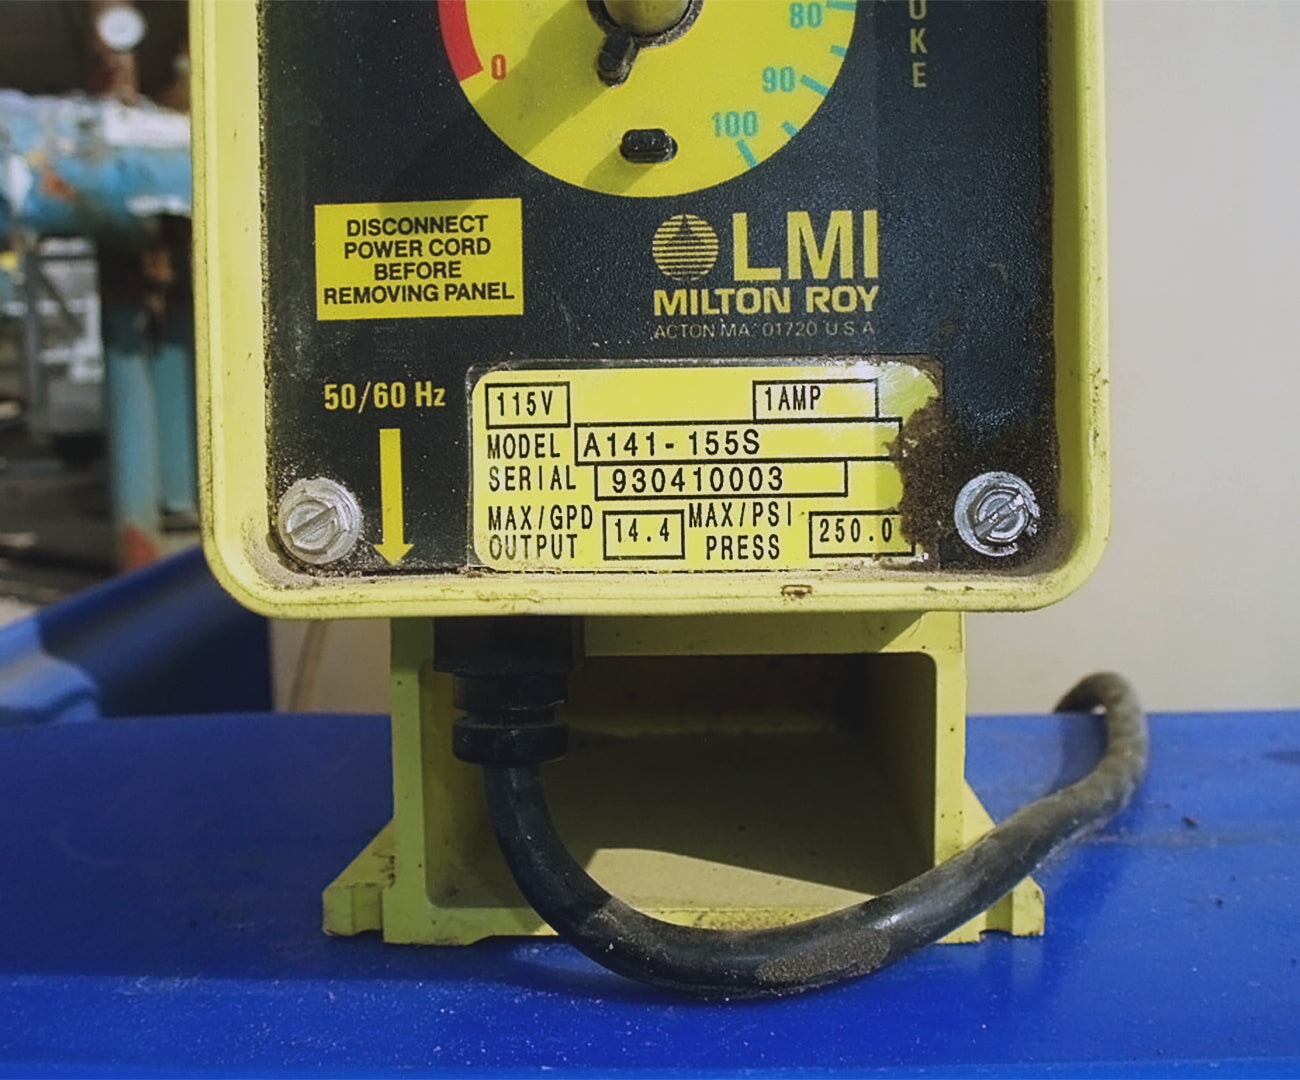 80
UKE
0
90
100
DISCONNECT
POWER CORD
BEFORE
REMOVING PANEL
LMI
MILTON ROY
ACTON MA 01720 U S A
50/60 Hz
115V 1AMP
MODEL A141-155S
SERIAL 930410003
MAX/GPD 14.4 MAX/PSI 250.0
OUTPUT PRESS